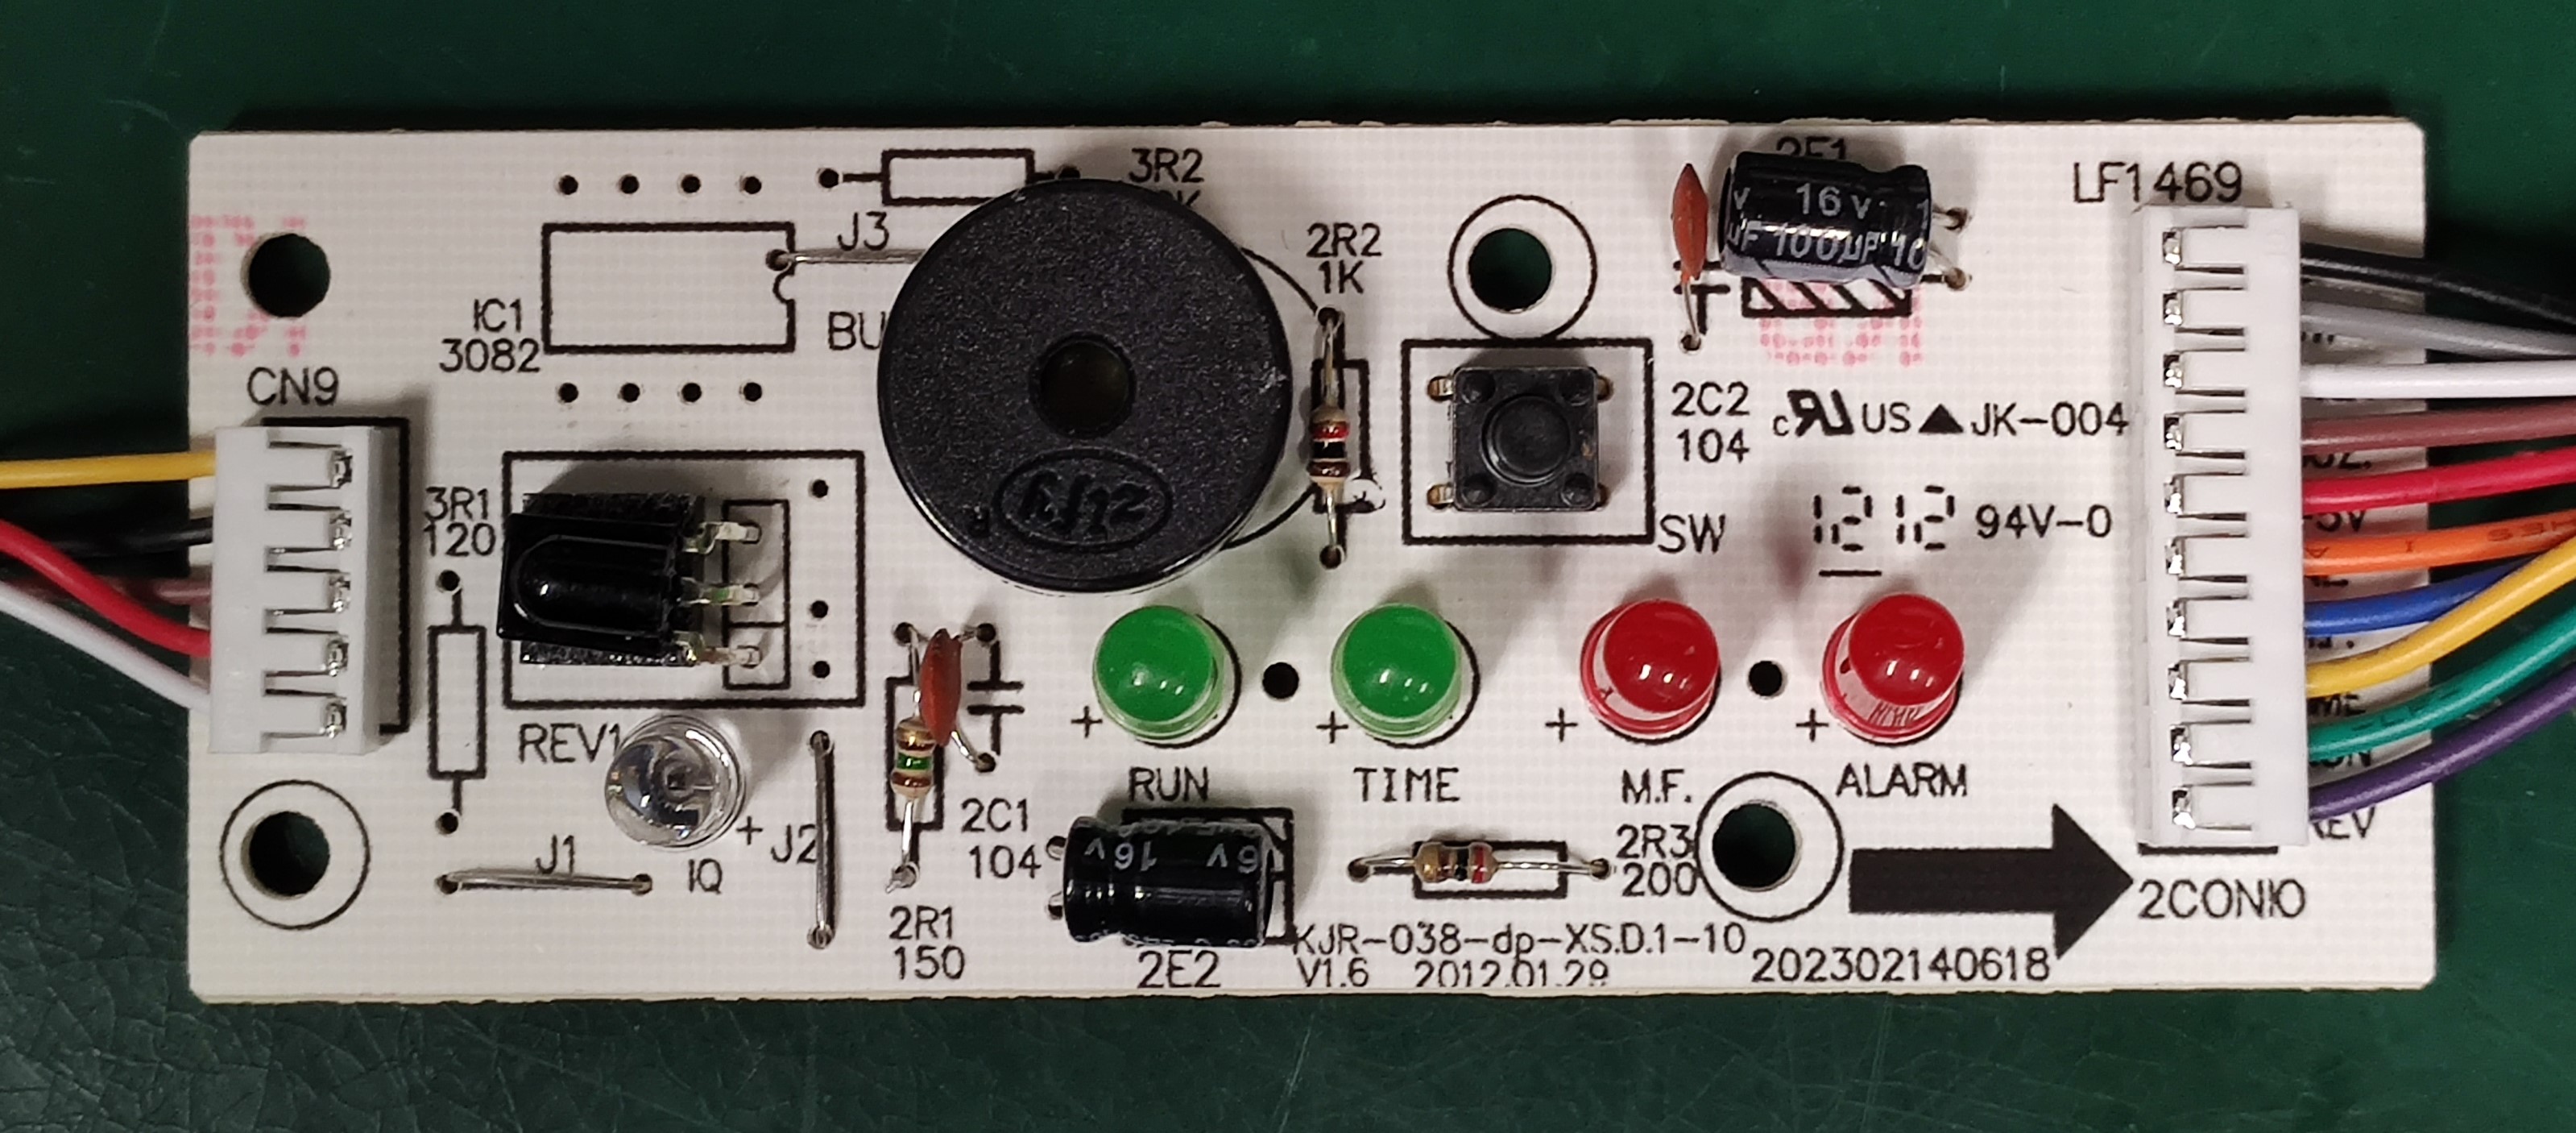 3R2
LF1469
16v
100µF
2R2
1K
J3
IC1
3082
BU
CN9
2C2
104
c US JK-004
3R1
120
1212 94V-0
SW
REV1
+
+
+
+
RUN
TIME
M.F.
ALARM
+
J2
J1
IQ
2C1
104
16v
6v
2R3
200
REV
2R1
150
2E2
KJR-038-dp-XS.D.1-10
V1.6 2012.01.29
202302140618
2CON10